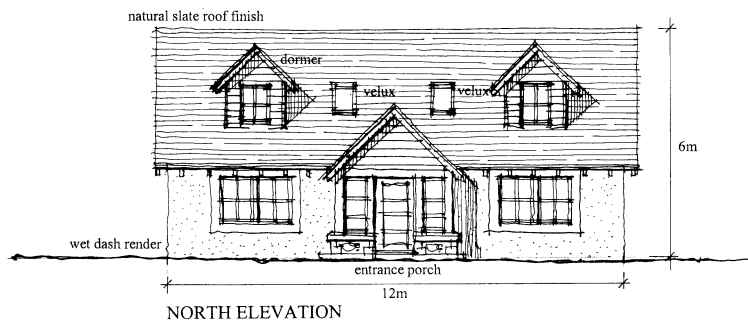 natural slate roof finish
dormer
velux
velux
6m
wet dash render
entrance porch
12m
NORTH ELEVATION